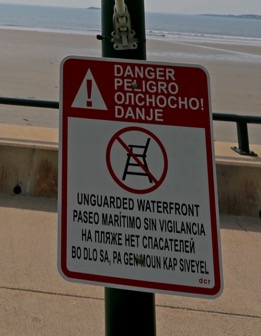 DANGER
PELIGRO
ОПСНОСНО!
DANJE
UNGUARDED WATERFRONT
PASEO MARÍTIMO SIN VIGILANCIA
НА ПЛЯЖЕ НЕТ СПАСАТЕЛЕЙ
BO DLO SA, PA GEN MOUN KAP SIVEYEL
dcr